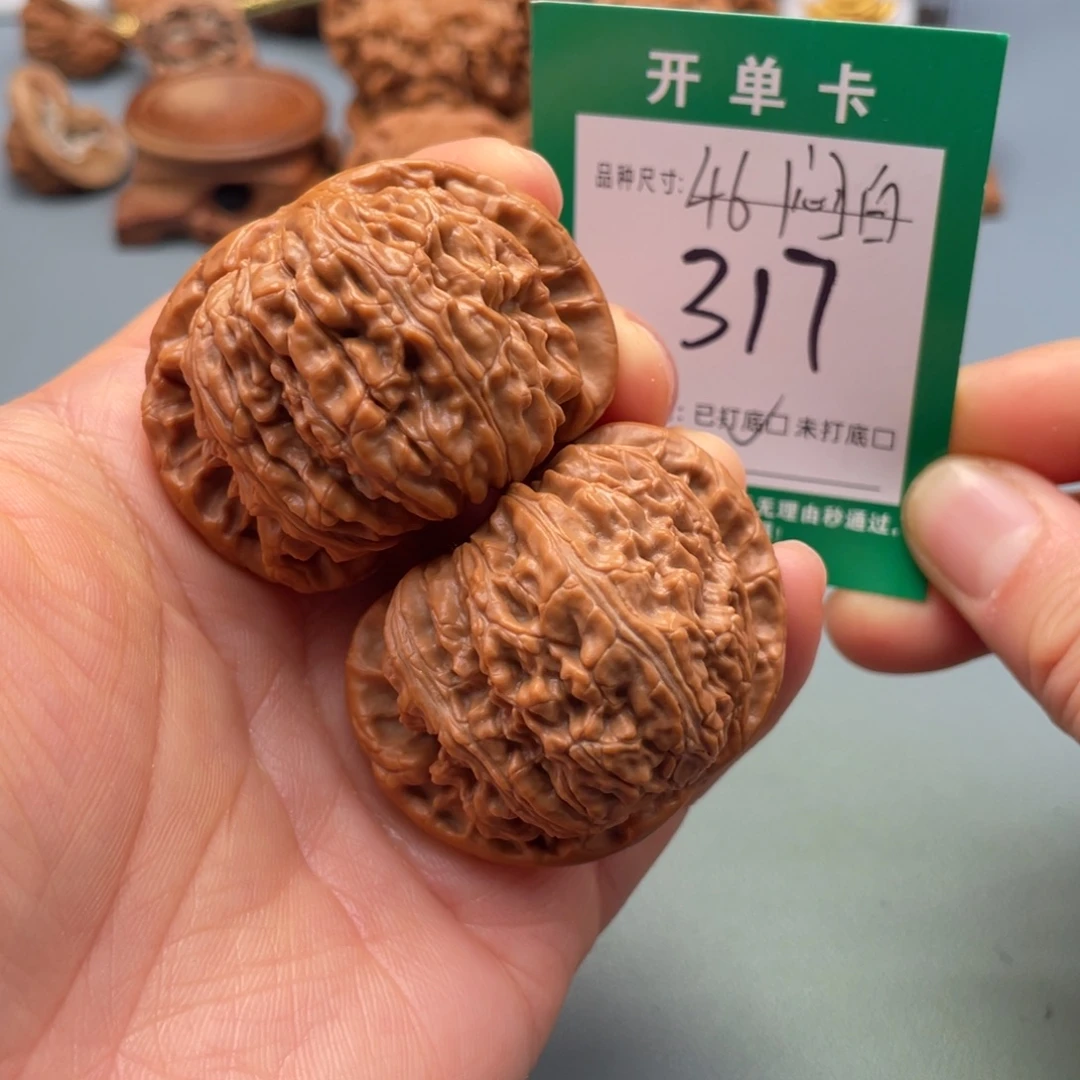 开单卡
品种尺寸: 46 闷白
317
: 已打底口 未打底口
无理由秒通过,